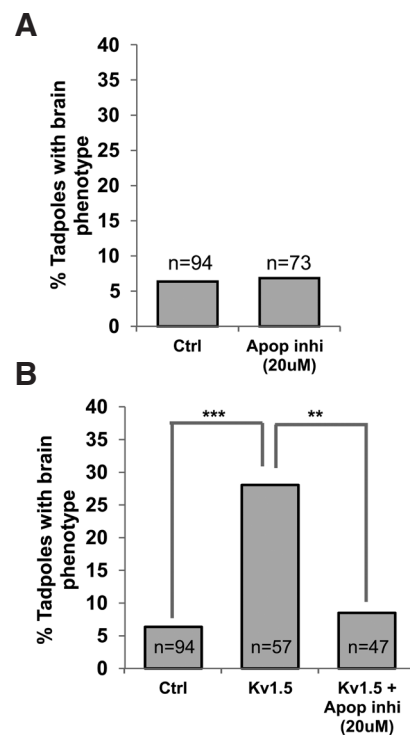 A
% Tadpoles with brain
phenotype
40
35
30
25
20
15
10
5
0
n=94
n=73
Ctrl
Apop inhi
(20uM)
B
% Tadpoles with brain
phenotype
40
35
30
25
20
15
10
5
0
***
**
n=94
n=57
n=47
Ctrl
Kv1.5
Kv1.5 +
Apop inhi
(20uM)